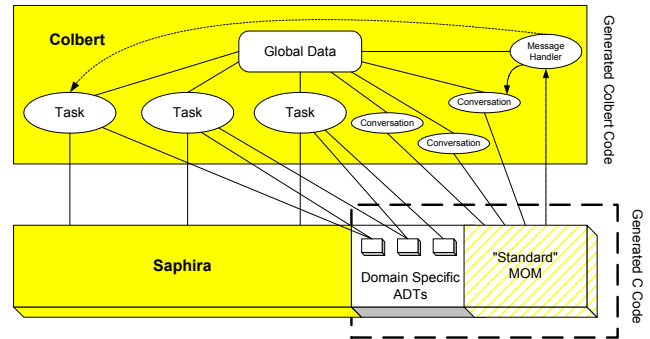 Colbert
Global Data
Message
Handler
Task
Task
Task
Conversation
Conversation
Conversation
Generated Colbert Code
Saphira
Domain Specific
ADTs
"Standard"
MOM
Generated C Code